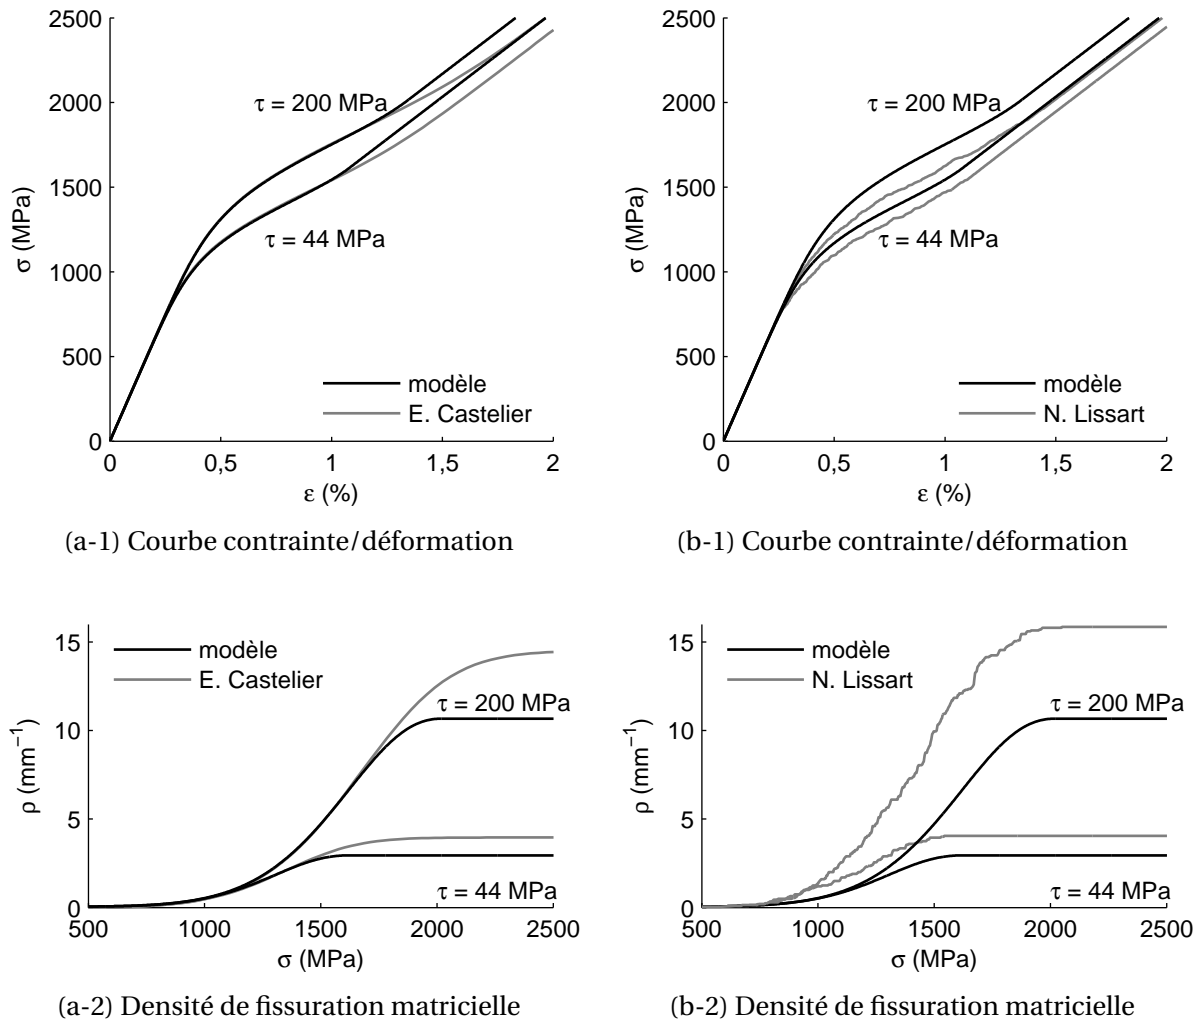 2500
2000
1500
1000
500
0
σ (MPa)
τ = 200 MPa
τ = 44 MPa
modèle
E. Castelier
0 0,5 1 1,5 2
ε (%)
(a-1) Courbe contrainte/déformation
2500
2000
1500
1000
500
0
σ (MPa)
τ = 200 MPa
τ = 44 MPa
modèle
N. Lissart
0 0,5 1 1,5 2
ε (%)
(b-1) Courbe contrainte/déformation
15
10
5
0
ρ (mm⁻¹)
modèle
E. Castelier
τ = 200 MPa
τ = 44 MPa
500 1000 1500 2000 2500
σ (MPa)
(a-2) Densité de fissuration matricielle
15
10
5
0
ρ (mm⁻¹)
modèle
N. Lissart
τ = 200 MPa
τ = 44 MPa
500 1000 1500 2000 2500
σ (MPa)
(b-2) Densité de fissuration matricielle